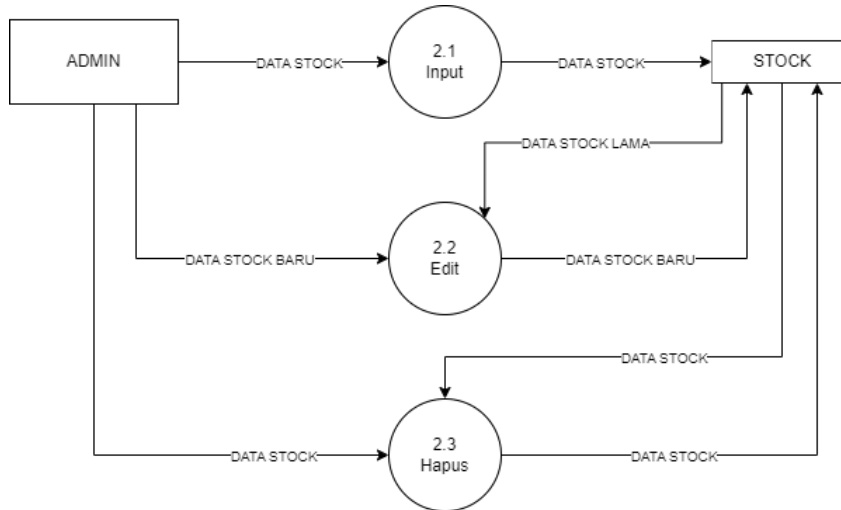 ADMIN
DATA STOCK
2.1
Input
DATA STOCK
STOCK
DATA STOCK LAMA
DATA STOCK BARU
2.2
Edit
DATA STOCK BARU
DATA STOCK
DATA STOCK
2.3
Hapus
DATA STOCK